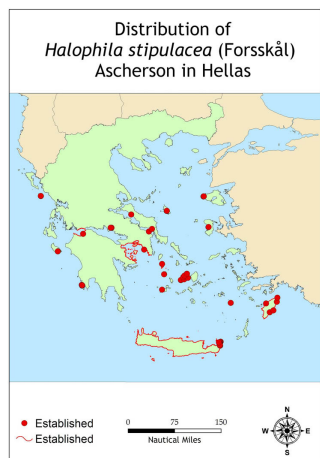 Distribution of
Halophila stipulacea (Forsskål)
Ascherson in Hellas
Established
Established
0 75 150
Nautical Miles
N
W E
S